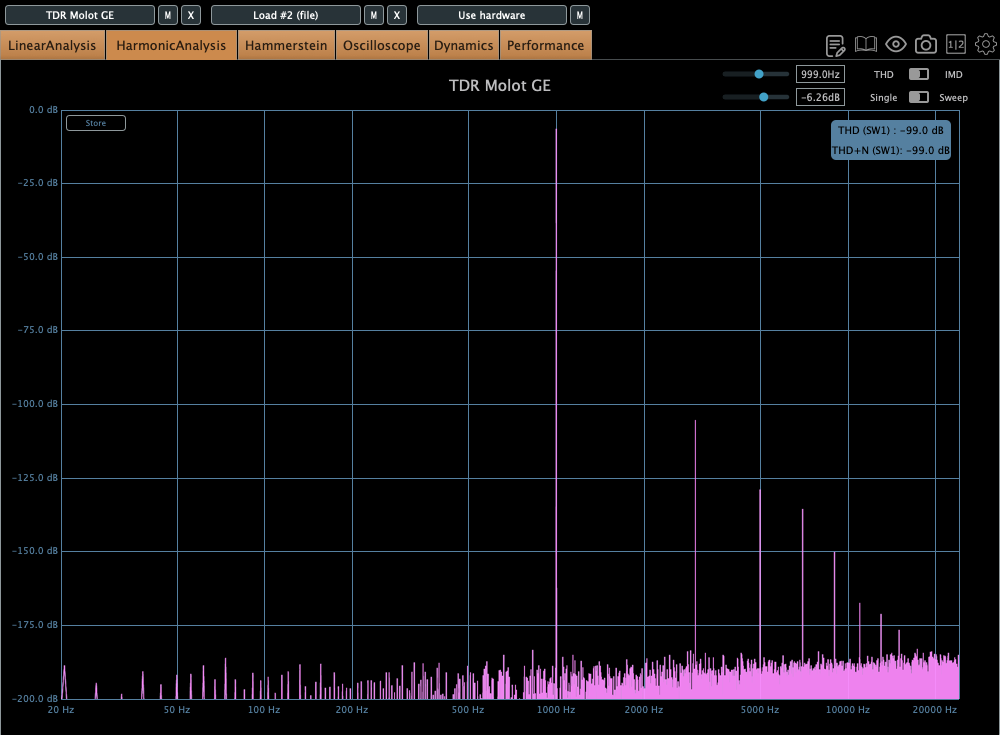 TDR Molot GE M X Load #2 (file) M X Use hardware M
LinearAnalysis HarmonicAnalysis Hammerstein Oscilloscope Dynamics Performance 1|2
TDR Molot GE
999.0Hz THD IMD
−6.26dB Single Sweep
0.0 dB
Store
THD (SW1) : −99.0 dB
THD+N (SW1): −99.0 dB
−25.0 dB
−50.0 dB
−75.0 dB
−100.0 dB
−125.0 dB
−150.0 dB
−175.0 dB
−200.0 dB
20 Hz 50 Hz 100 Hz 200 Hz 500 Hz 1000 Hz 2000 Hz 5000 Hz 10000 Hz 20000 Hz